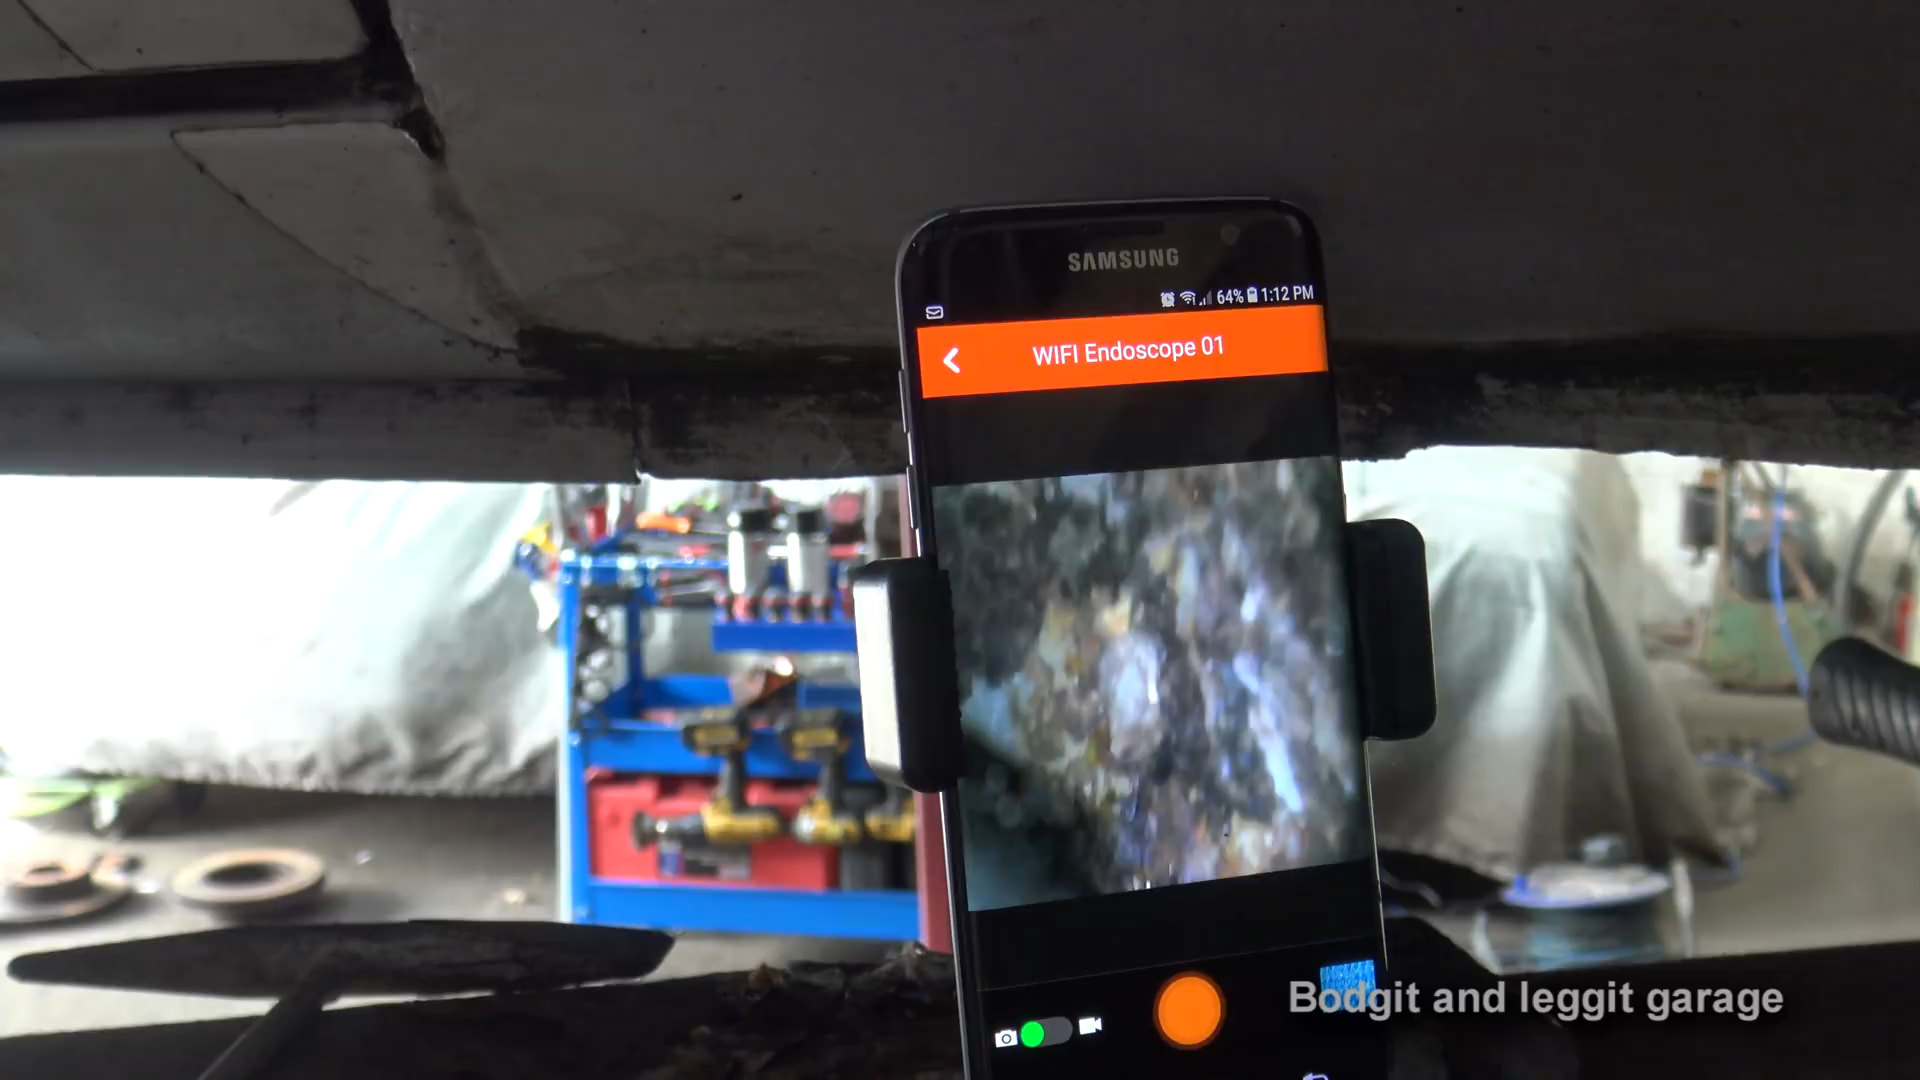 SAMSUNG
64% 1:12 PM
WIFI Endoscope 01
Bodgit and leggit garage